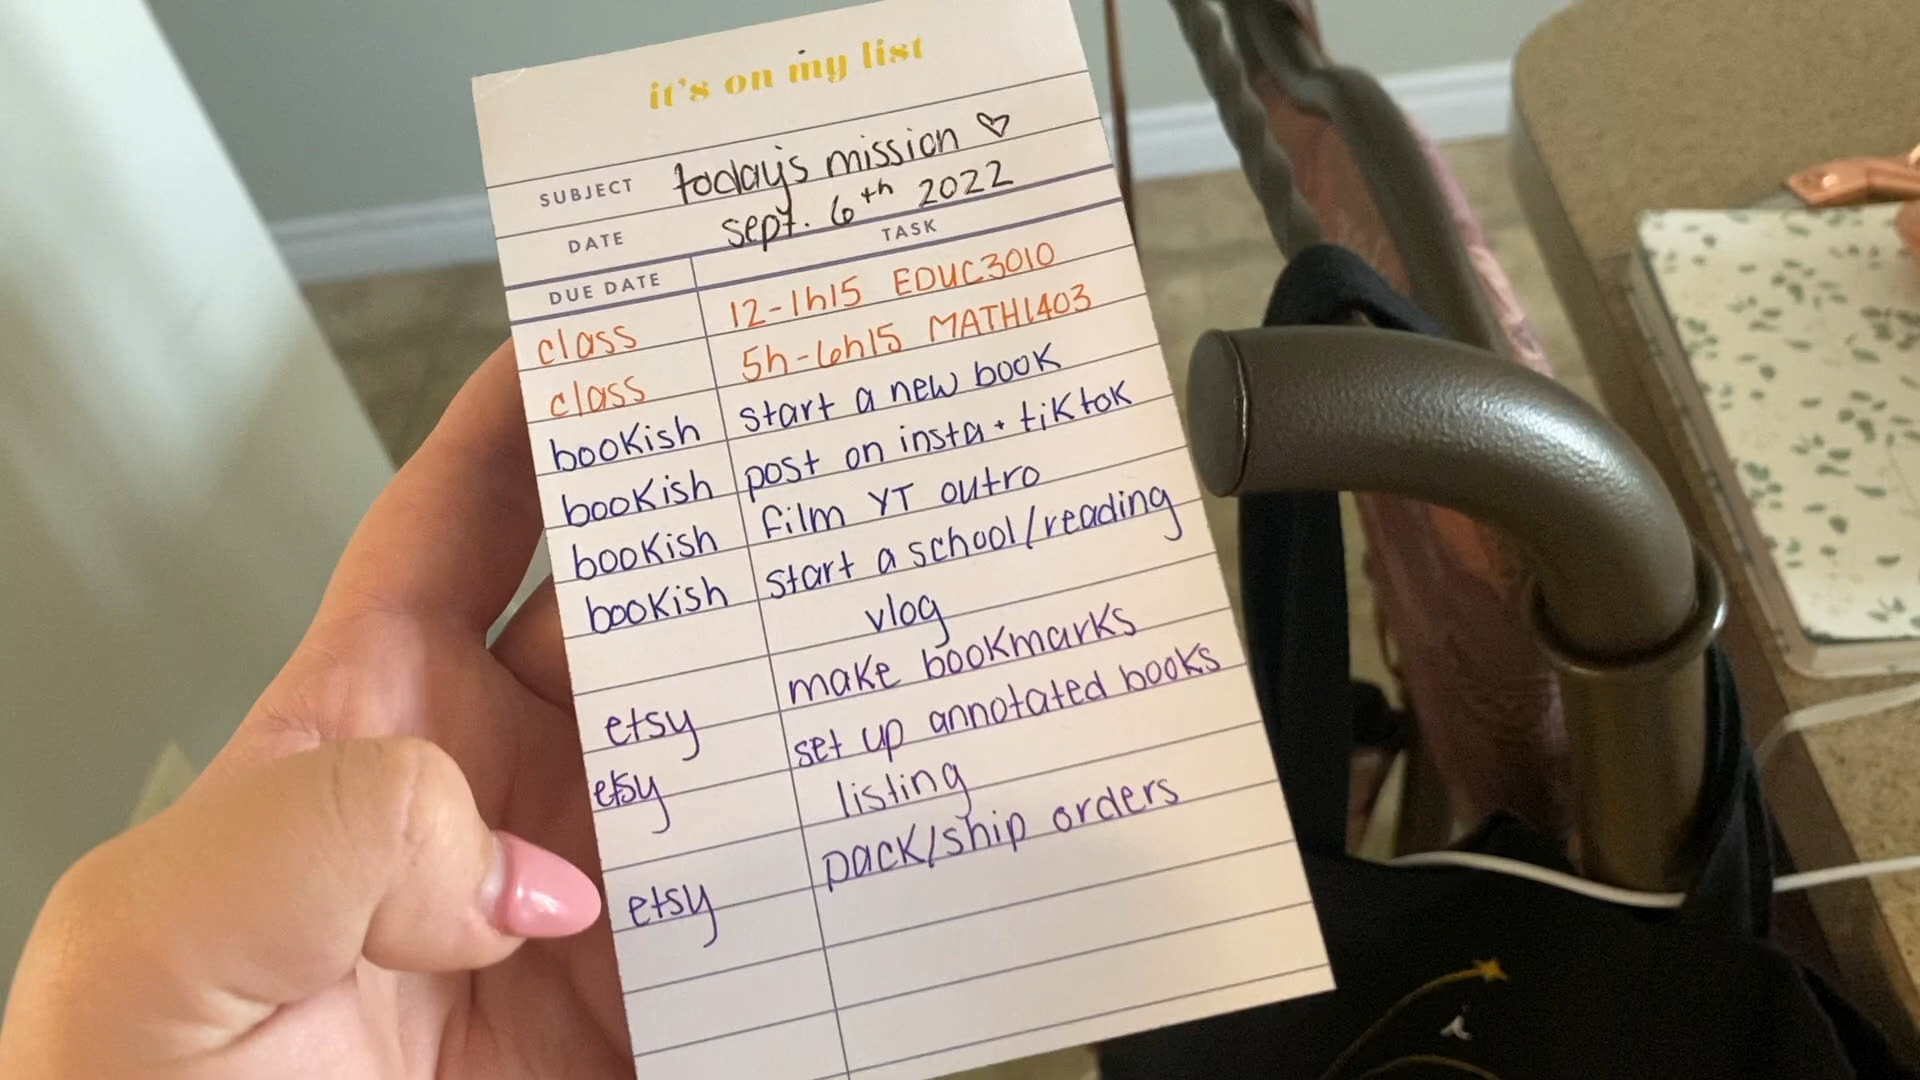 it's on my list
SUBJECT today's mission ♡
DATE sept. 6th 2022
DUE DATE TASK
class 12-1h15 EDUC3010
class 5h-6h15 MATH1403
bookish start a new book
bookish post on insta + tiktok
bookish film YT outro
bookish start a school/reading
vlog
etsy make bookmarks
etsy set up annotated books
listing
etsy pack/ship orders